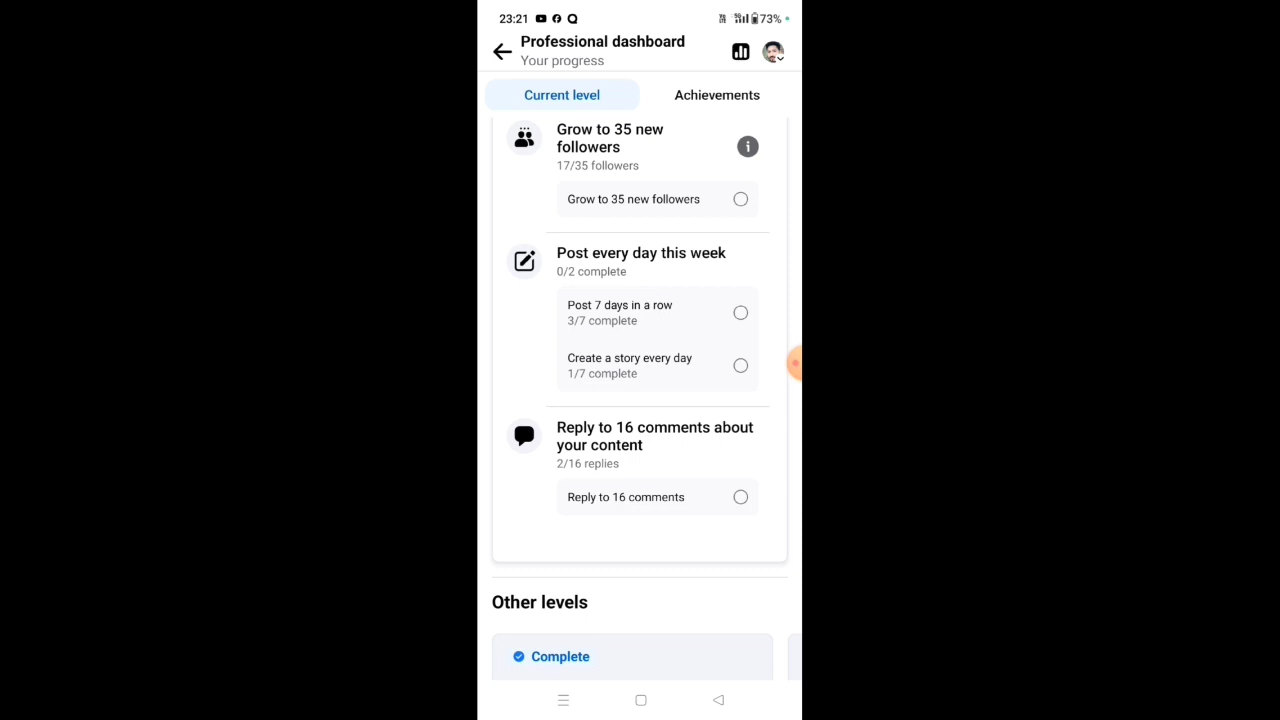 23:21 73%
Professional dashboard
Your progress
Current level Achievements
Grow to 35 new
followers
17/35 followers
Grow to 35 new followers
Post every day this week
0/2 complete
Post 7 days in a row
3/7 complete
Create a story every day
1/7 complete
Reply to 16 comments about
your content
2/16 replies
Reply to 16 comments
Other levels
Complete